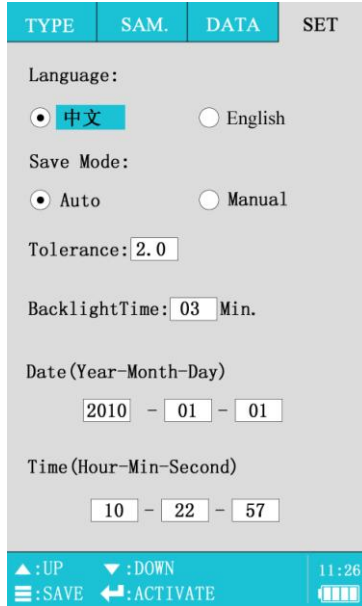 TYPE SAM. DATA SET
Language:
中文 English
Save Mode:
Auto Manual
Tolerance: 2.0
BacklightTime: 03 Min.
Date(Year-Month-Day)
2010 - 01 - 01
Time(Hour-Min-Second)
10 - 22 - 57
▲:UP ▼:DOWN 11:26
:SAVE :ACTIVATE